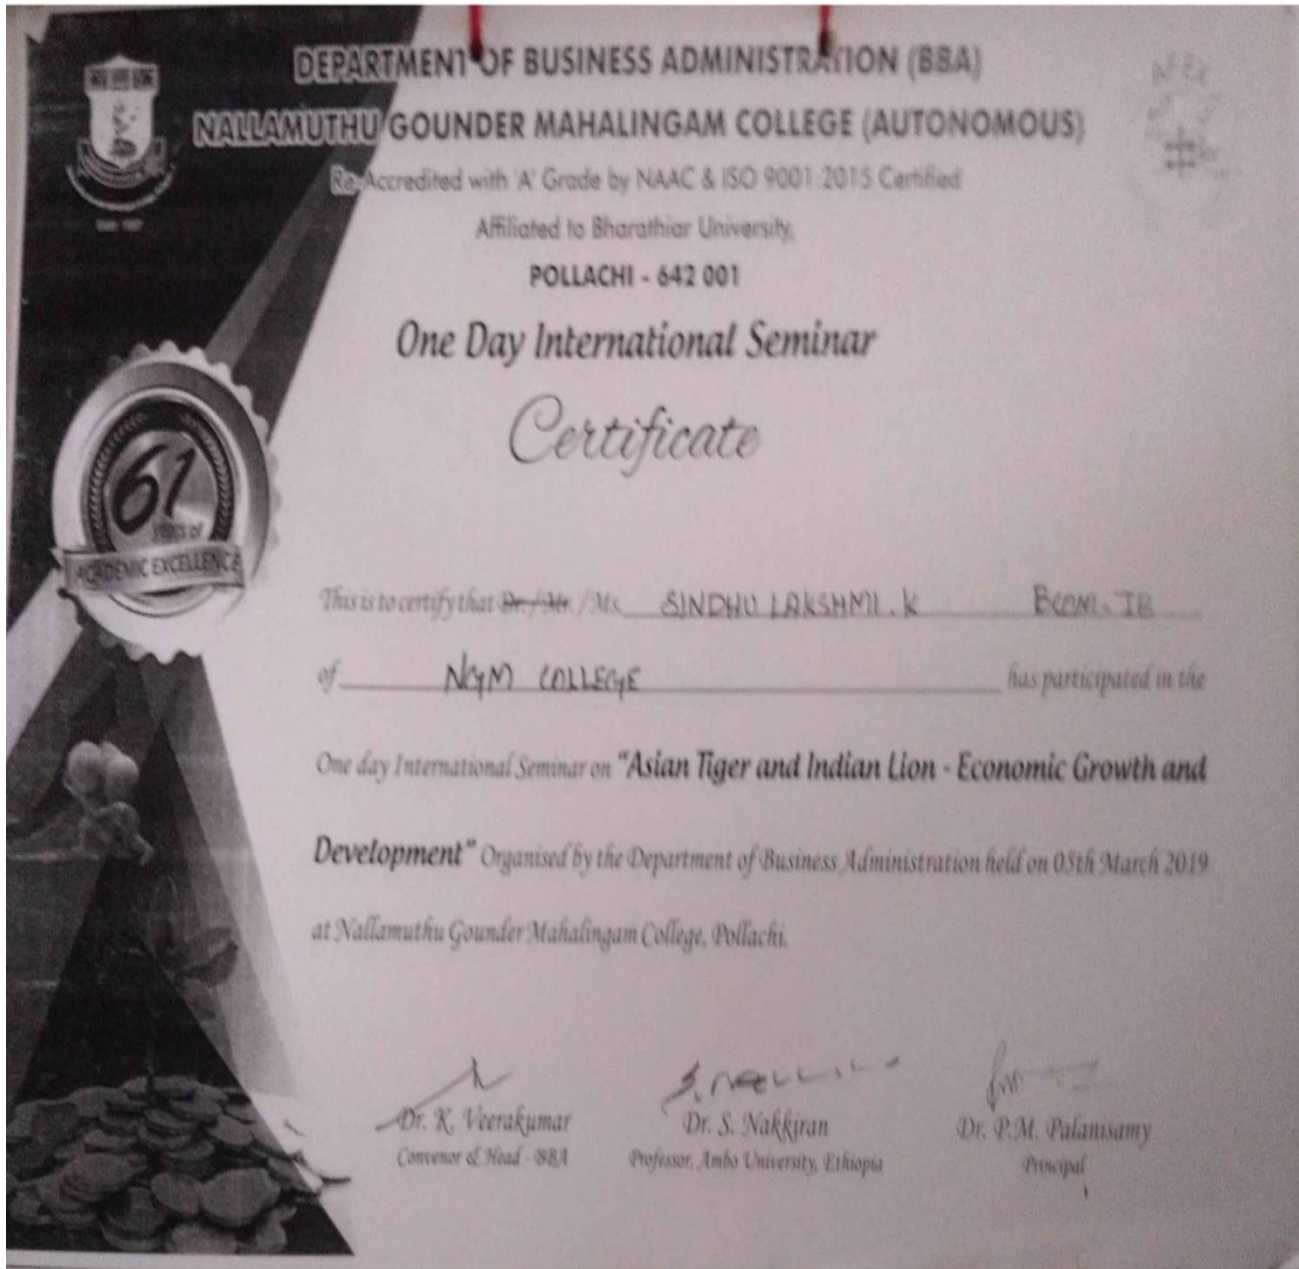 DEPARTMENT OF BUSINESS ADMINISTRATION (BBA)
NALLAMUTHU GOUNDER MAHALINGAM COLLEGE (AUTONOMOUS)
Re-Accredited with 'A' Grade by NAAC & ISO 9001:2015 Certified
Affiliated to Bharathiar University,
POLLACHI - 642 001
One Day International Seminar
Certificate
61
Years of
ACADEMIC EXCELLENCE
This is to certify that Dr./Mr./Ms. SINDHU LAKSHMI.K BCOM-IB
of NGM COLLEGE has participated in the
One day International Seminar on "Asian Tiger and Indian Lion - Economic Growth and
Development" Organised by the Department of Business Administration held on 05th March 2019
at Nallamuthu Gounder Mahalingam College, Pollachi.
Dr. K. Veerakumar
Convenor & Head - BBA
Dr. S. Nakkiran
Professor, Ambo University, Ethiopia
Dr. P.M. Palanisamy
Principal